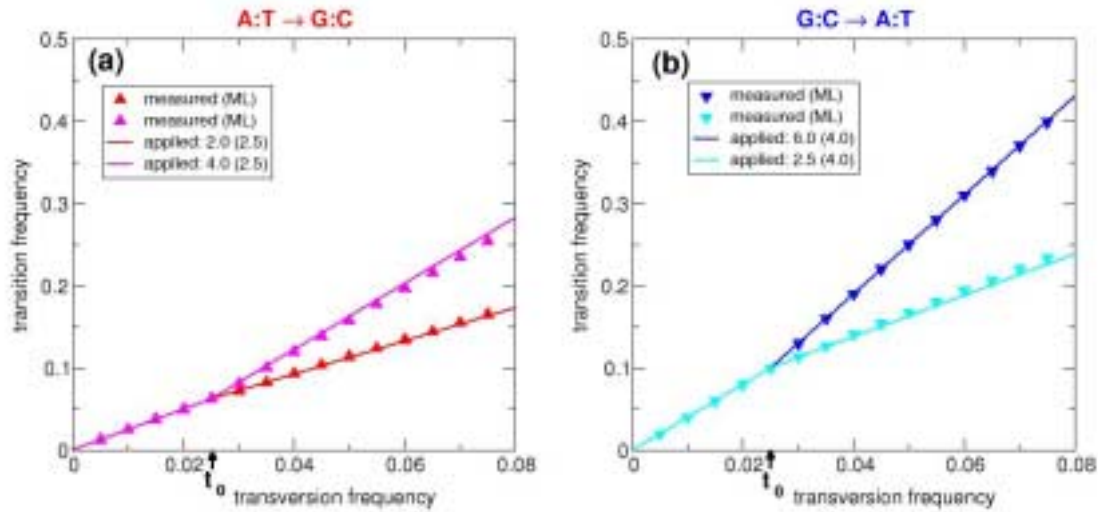 A:T → G:C
(a)
measured (ML)
measured (ML)
applied: 2.0 (2.5)
applied: 4.0 (2.5)
0.5
0.4
0.3
0.2
0.1
0
transition frequency
0
0.02
0.04
0.06
0.08
t0
transversion frequency
G:C → A:T
(b)
measured (ML)
measured (ML)
applied: 6.0 (4.0)
applied: 2.5 (4.0)
0.5
0.4
0.3
0.2
0.1
0
transition frequency
0
0.02
0.04
0.06
0.08
t0
transversion frequency